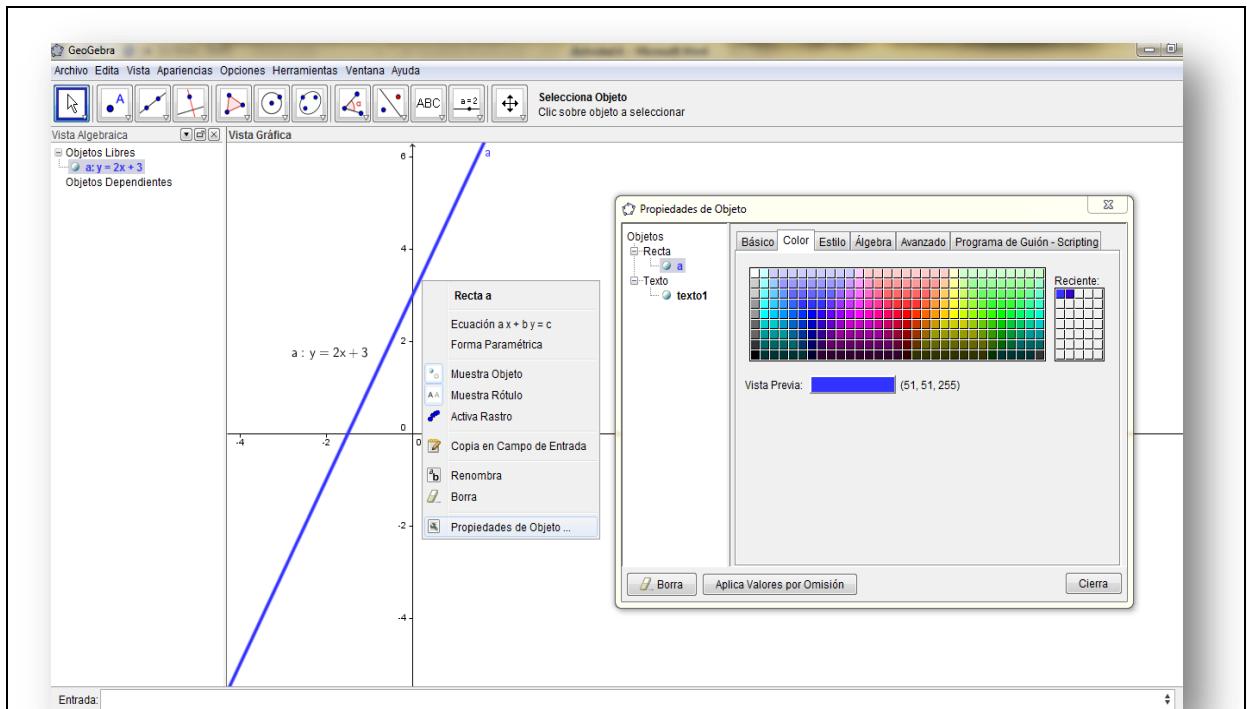 GeoGebra
Archivo Edita Vista Apariencias Opciones Herramientas Ventana Ayuda
A
α
ABC
a=2
Selecciona Objeto
Clic sobre objeto a seleccionar
Vista Algebraica
Objetos Libres
a: y = 2x + 3
Objetos Dependientes
Vista Gráfica
a
6
4
2
0
-2
-4
-4
-2
0
a : y = 2x + 3
Recta a
Ecuación a x + b y = c
Forma Paramétrica
Muestra Objeto
AA Muestra Rótulo
Activa Rastro
Copia en Campo de Entrada
ab Renombra
Borra
Propiedades de Objeto ...
Propiedades de Objeto
Objetos
Recta
a
Texto
texto1
Básico Color Estilo Álgebra Avanzado Programa de Guión - Scripting
Reciente:
Vista Previa: (51, 51, 255)
Borra Aplica Valores por Omisión Cierra
Entrada: